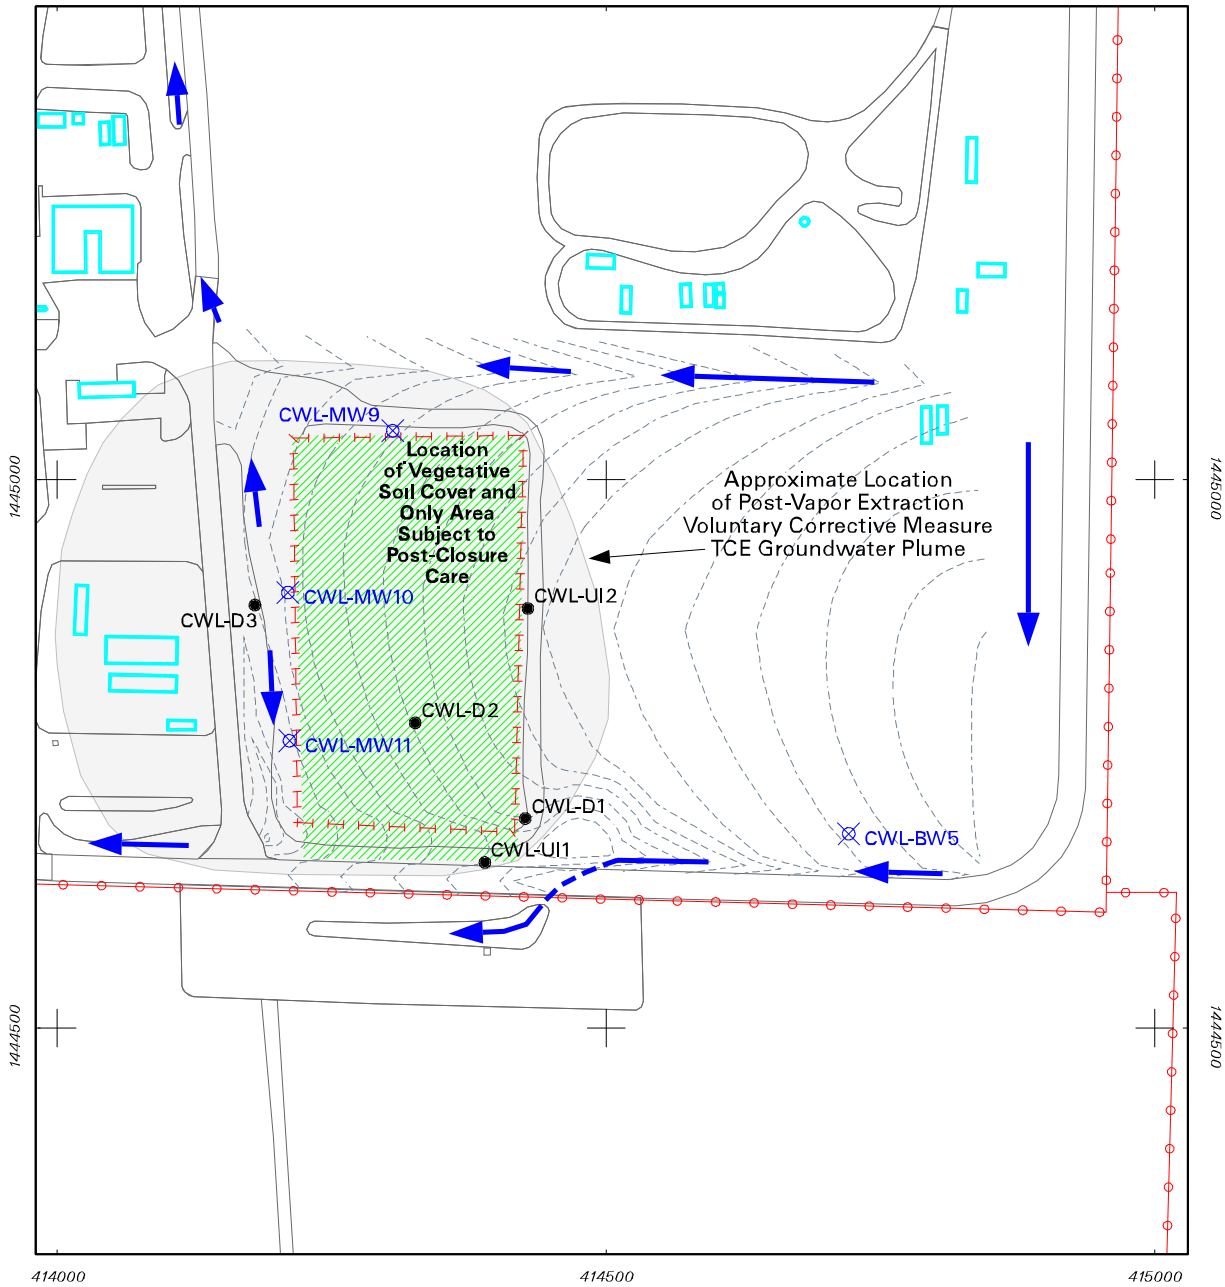 CWL-MW9
Location
of Vegetative
Soil Cover and
Only Area
Subject to
Post-Closure
Care
Approximate Location
of Post-Vapor Extraction
Voluntary Corrective Measure
TCE Groundwater Plume
1445000
1445000
CWL-MW10
CWL-UI2
CWL-D3
CWL-D2
CWL-MW11
CWL-D1
CWL-BW5
CWL-UI1
1444500
1444500
414000
414500
415000